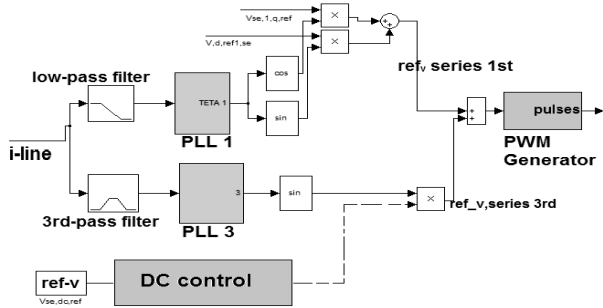 Vse,1,q,ref
V,d,ref1,se
low-pass filter
TETA 1
cos
sin
PLL 1
i-line
refv series 1st
pulses
PWM
Generator
3rd-pass filter
3
sin
PLL 3
ref_v,series 3rd
ref-v
DC control
Vse,dc,ref